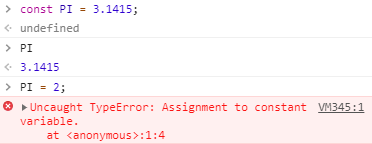 > const PI = 3.1415;
< undefined
> PI
< 3.1415
> PI = 2;
▶Uncaught TypeError: Assignment to constant VM345:1
variable.
at <anonymous>:1:4